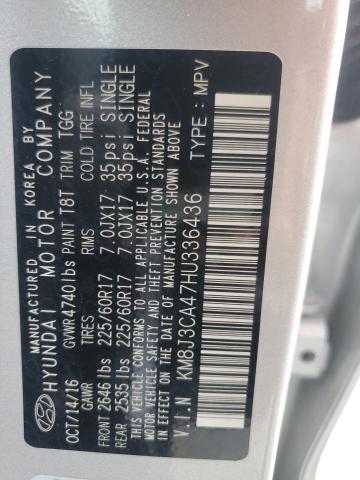 MANUFACTURED IN KOREA BY
HYUNDAI MOTOR COMPANY
OCT/14/16 GVWR4740lbs PAINT T8T TRIM TGG
GAWR TIRES RIMS COLD TIRE INFL
FRONT 2646 lbs 225/60R17 7.0JX17 35psi SINGLE
REAR 2535 lbs 225/60R17 7.0JX17 35psi SINGLE
THIS VEHICLE CONFORMS TO ALL APPLICABLE U.S.A. FEDERAL
MOTOR VEHICLE SAFETY AND THEFT PREVENTION STANDARDS
IN EFFECT ON THE DATE OF MANUFACTURE SHOWN ABOVE.
V.I.N KM8J3CA47HU336436
TYPE: MPV